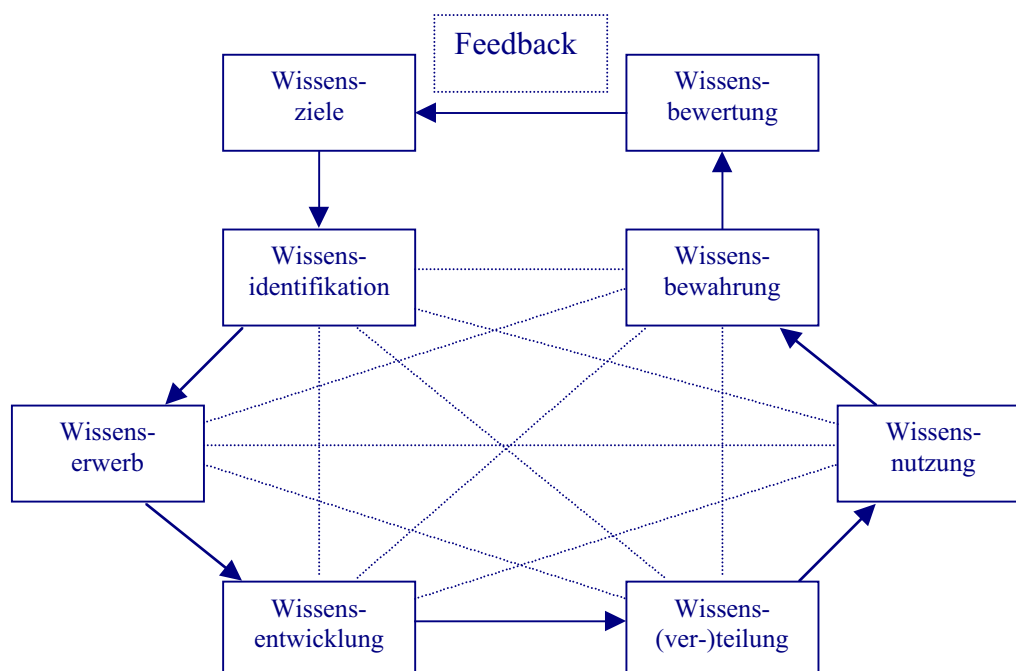 Feedback
Wissens-
ziele
Wissens-
bewertung
Wissens-
identifikation
Wissens-
bewahrung
Wissens-
erwerb
Wissens-
nutzung
Wissens-
entwicklung
Wissens-
(ver-)teilung